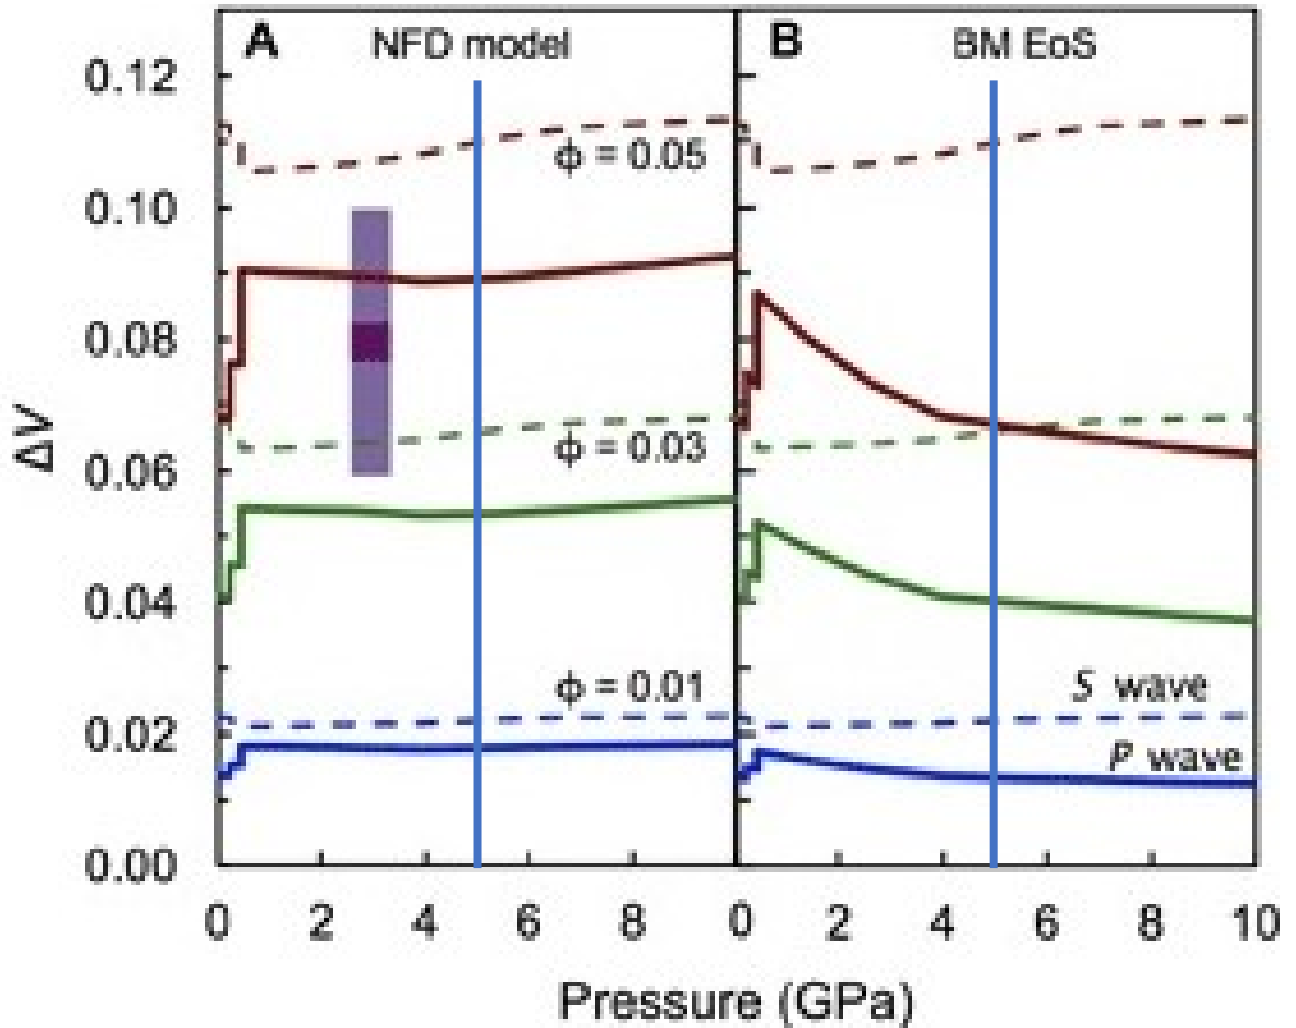 A NFD model B BM EoS
0.12
ϕ = 0.05
0.10
0.08
ΔV
ϕ = 0.03
0.06
0.04
ϕ = 0.01 S wave
0.02
P wave
0.00
0 2 4 6 8 0 2 4 6 8 10
Pressure (GPa)